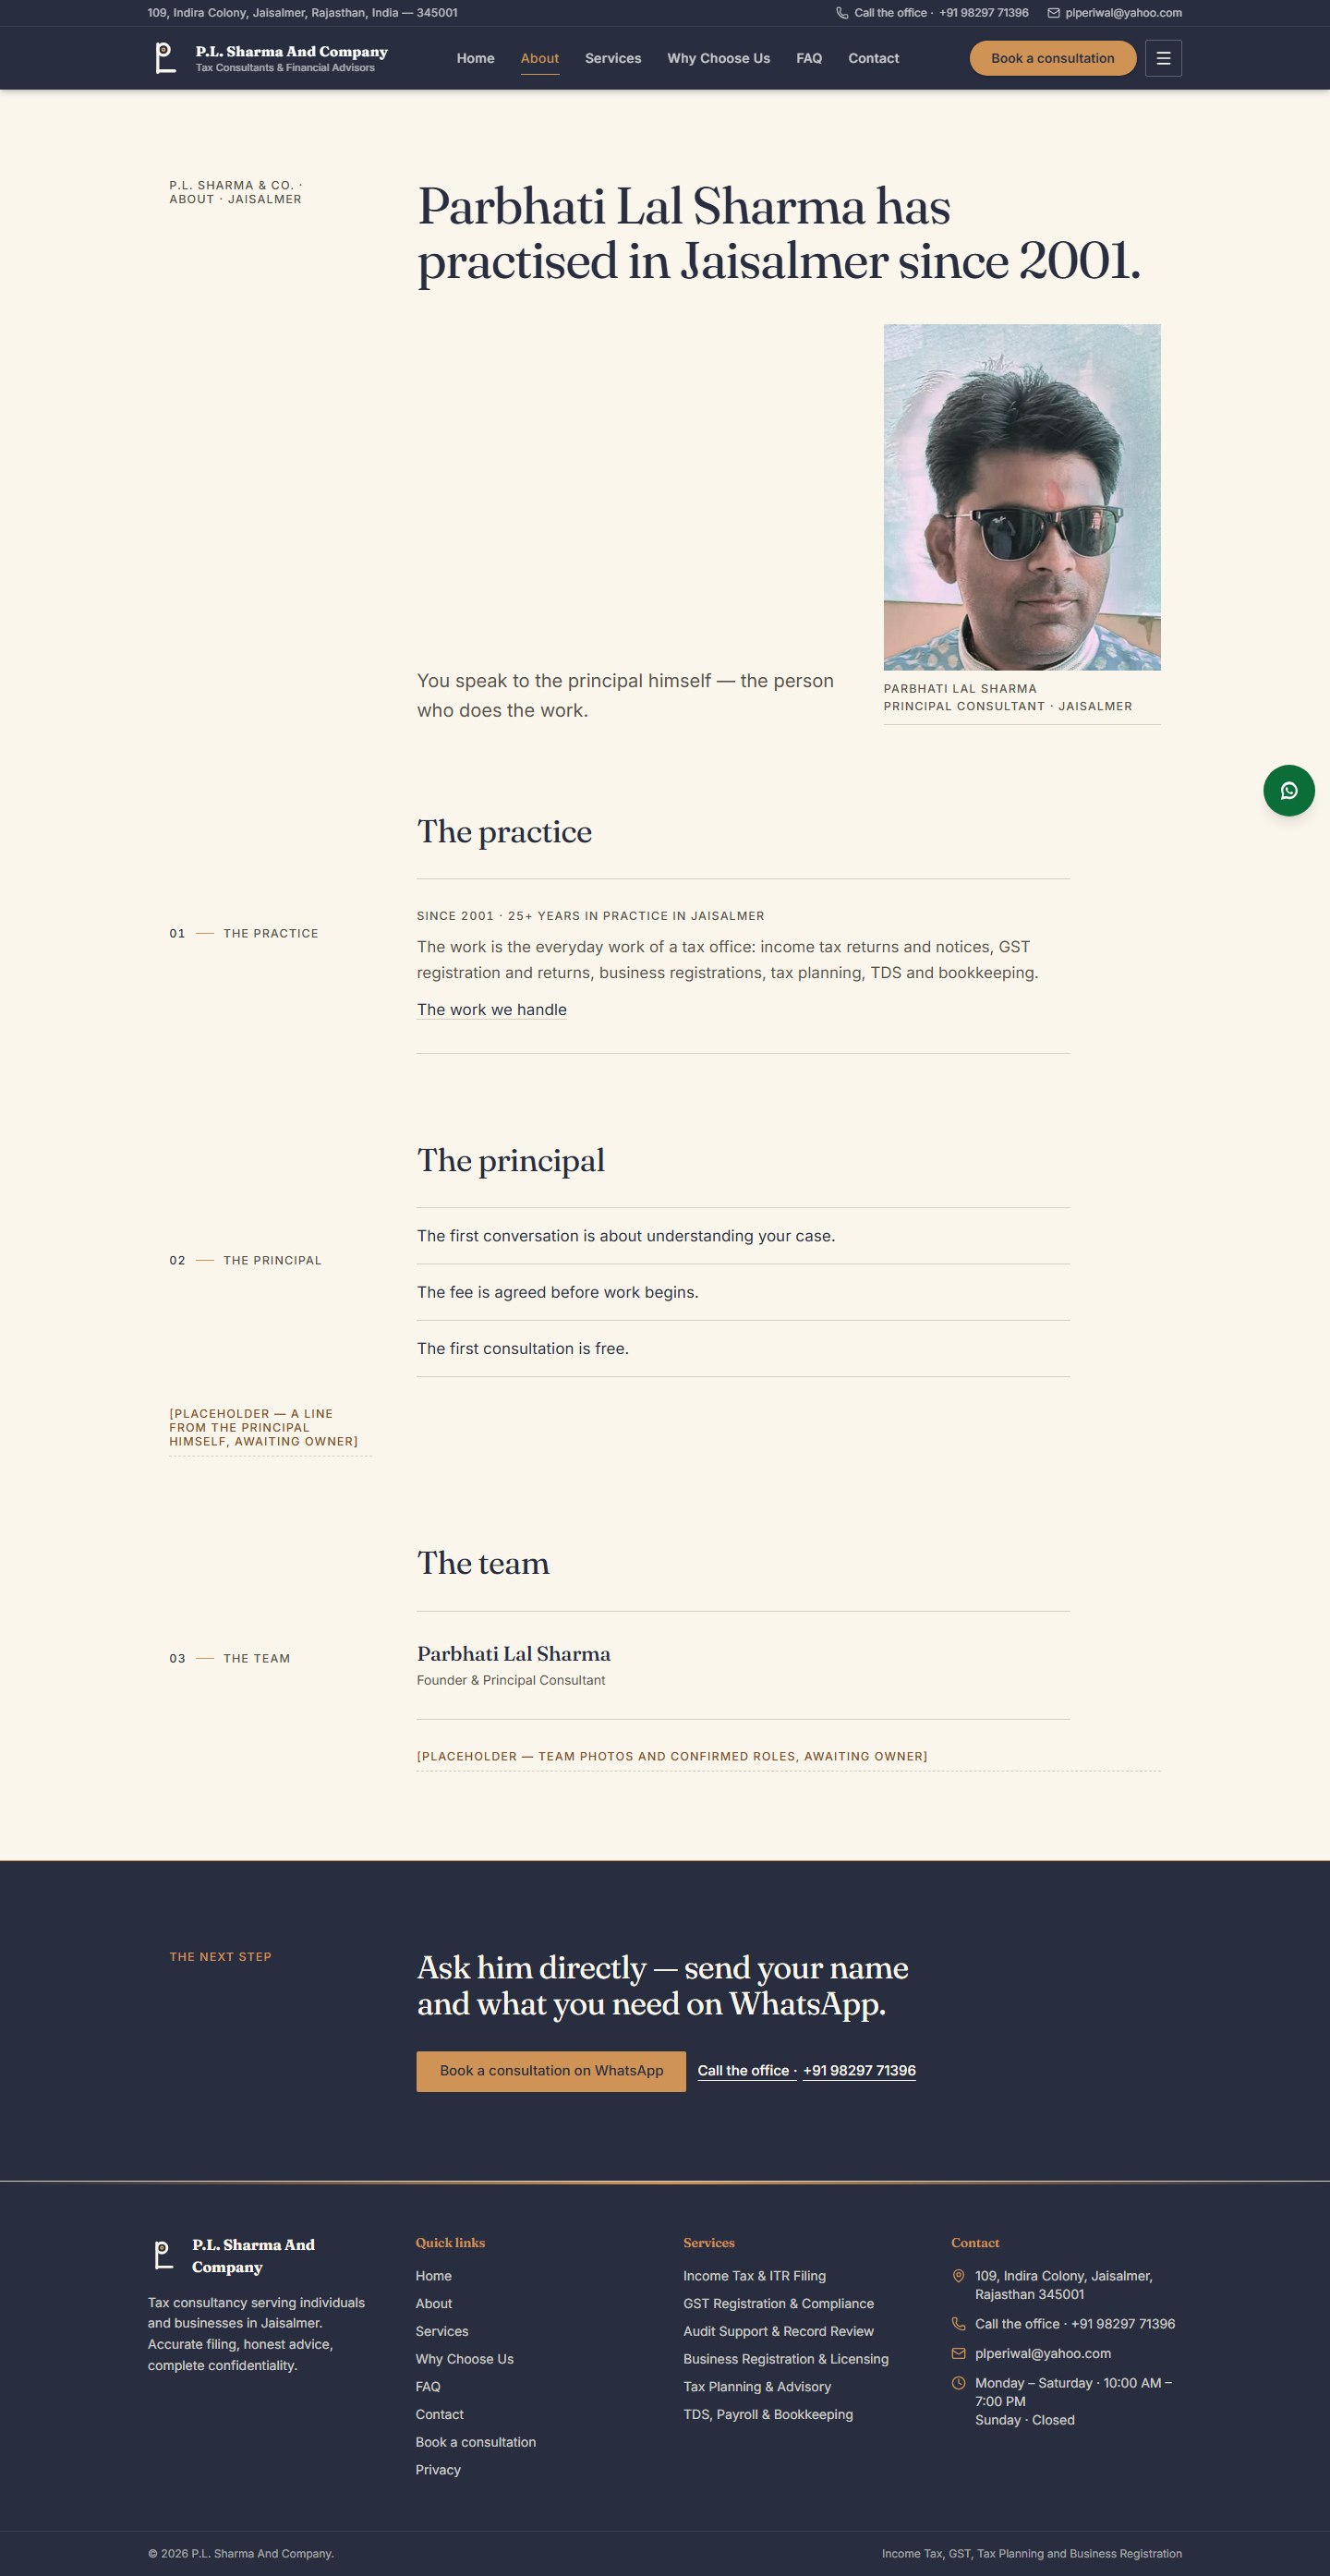 109, Indira Colony, Jaisalmer, Rajasthan, India — 345001
Call the office · +91 98297 71396
plperiwal@yahoo.com
P.L. Sharma And Company
Tax Consultants & Financial Advisors
Home
About
Services
Why Choose Us
FAQ
Contact
Book a consultation
P.L. SHARMA & CO. ·
ABOUT · JAISALMER
Parbhati Lal Sharma has
practised in Jaisalmer since 2001.
You speak to the principal himself — the person
who does the work.
PARBHATI LAL SHARMA
PRINCIPAL CONSULTANT · JAISALMER
The practice
01 — THE PRACTICE
SINCE 2001 · 25+ YEARS IN PRACTICE IN JAISALMER
The work is the everyday work of a tax office: income tax returns and notices, GST
registration and returns, business registrations, tax planning, TDS and bookkeeping.
The work we handle
The principal
02 — THE PRINCIPAL
The first conversation is about understanding your case.
The fee is agreed before work begins.
The first consultation is free.
[PLACEHOLDER — A LINE
FROM THE PRINCIPAL
HIMSELF, AWAITING OWNER]
The team
03 — THE TEAM
Parbhati Lal Sharma
Founder & Principal Consultant
[PLACEHOLDER — TEAM PHOTOS AND CONFIRMED ROLES, AWAITING OWNER]
THE NEXT STEP
Ask him directly — send your name
and what you need on WhatsApp.
Book a consultation on WhatsApp
Call the office · +91 98297 71396
P.L. Sharma And
Company
Tax consultancy serving individuals
and businesses in Jaisalmer.
Accurate filing, honest advice,
complete confidentiality.
Quick links
Home
About
Services
Why Choose Us
FAQ
Contact
Book a consultation
Privacy
Services
Income Tax & ITR Filing
GST Registration & Compliance
Audit Support & Record Review
Business Registration & Licensing
Tax Planning & Advisory
TDS, Payroll & Bookkeeping
Contact
109, Indira Colony, Jaisalmer,
Rajasthan 345001
Call the office · +91 98297 71396
plperiwal@yahoo.com
Monday – Saturday · 10:00 AM –
7:00 PM
Sunday · Closed
© 2026 P.L. Sharma And Company.
Income Tax, GST, Tax Planning and Business Registration